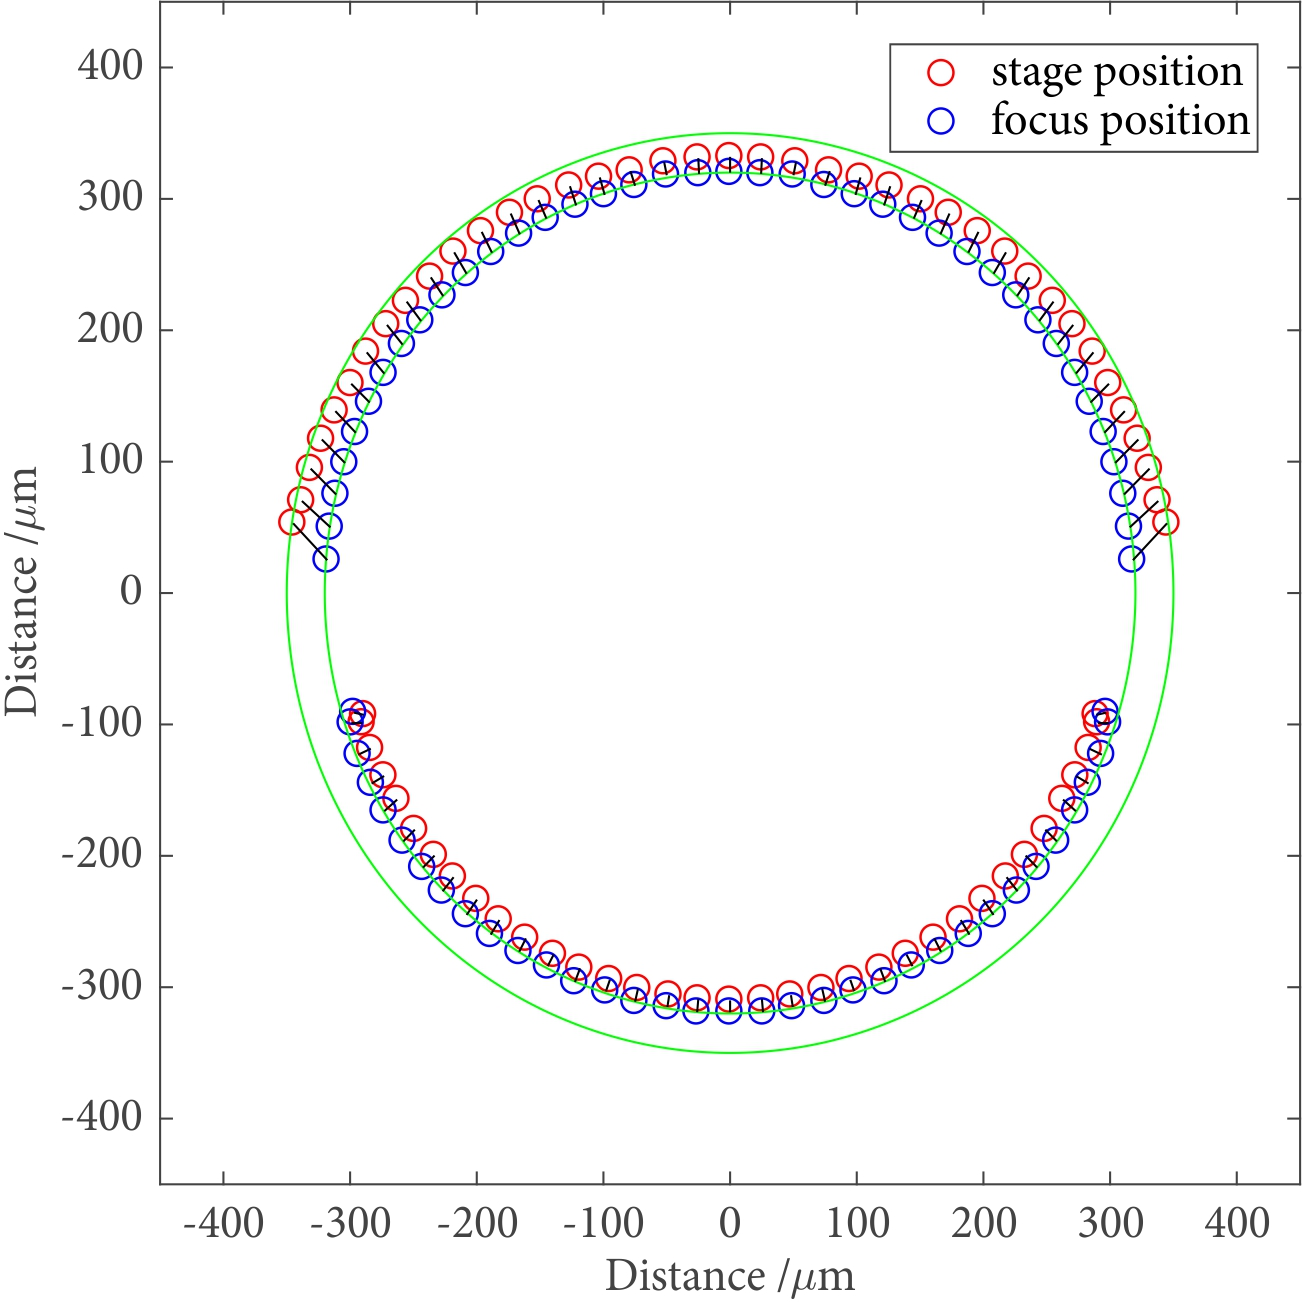 stage position
focus position
400
300
200
100
0
-100
-200
-300
-400
Distance /μm
-400 -300 -200 -100 0 100 200 300 400
Distance /μm